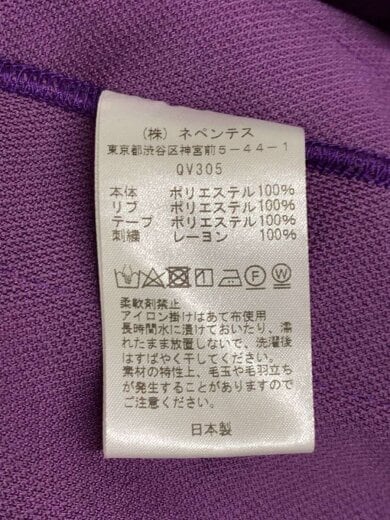 (株) ネペンテス
東京都渋谷区神宮前5-44-1
QV305
本体 ポリエステル100%
リブ ポリエステル100%
テープ ポリエステル100%
刺繍 レーヨン 100%
柔軟剤禁止
アイロン掛けはあて布使用
長時間水に漬けておいたり、濡
れたまま放置しないで、洗濯後
はすばやく干してください。
素材の特性上、毛玉や毛羽立ち
が発生することがありますので
ご注意ください。
日本製